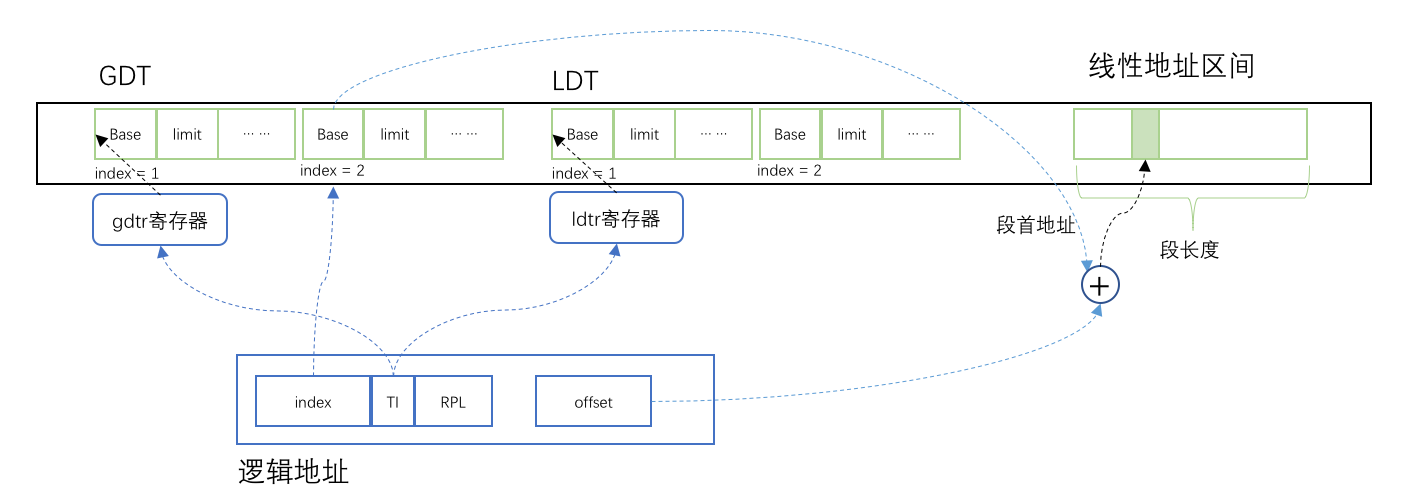 GDT
LDT
线性地址区间
Base
limit
... ...
Base
limit
... ...
Base
limit
... ...
Base
limit
... ...
index = 1
index = 2
index = 1
index = 2
gdtr寄存器
ldtr寄存器
段首地址
段长度
+
index
TI
RPL
offset
逻辑地址